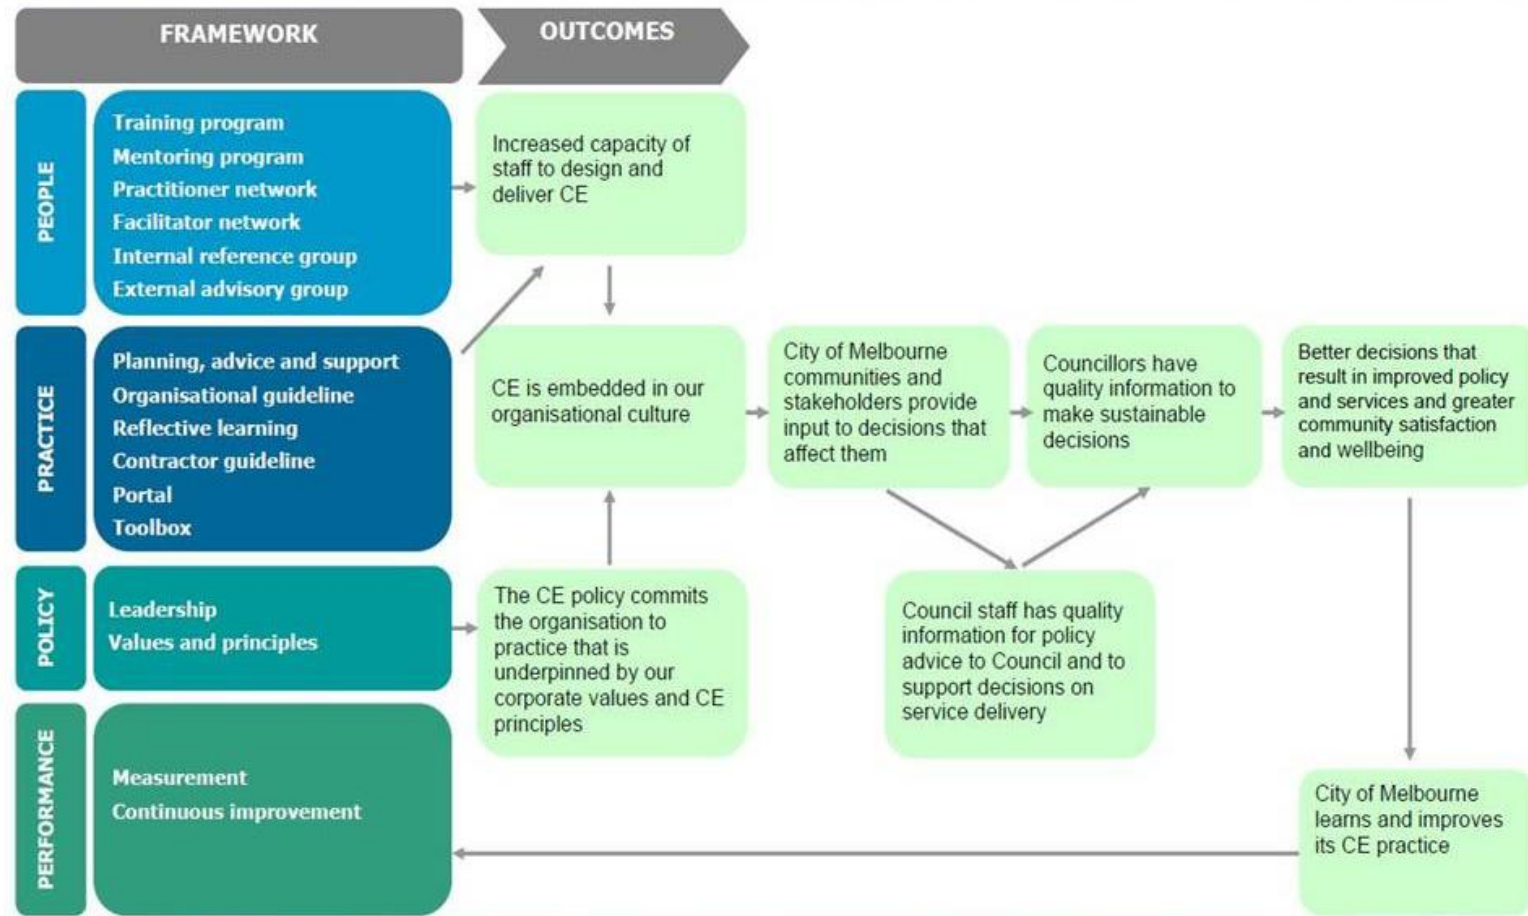 FRAMEWORK
OUTCOMES
PEOPLE
Training program
Mentoring program
Practitioner network
Facilitator network
Internal reference group
External advisory group
Increased capacity of
staff to design and
deliver CE
PRACTICE
Planning, advice and support
Organisational guideline
Reflective learning
Contractor guideline
Portal
Toolbox
CE is embedded in our
organisational culture
City of Melbourne
communities and
stakeholders provide
input to decisions that
affect them
Councillors have
quality information to
make sustainable
decisions
Better decisions that
result in improved policy
and services and greater
community satisfaction
and wellbeing
POLICY
Leadership
Values and principles
The CE policy commits
the organisation to
practice that is
underpinned by our
corporate values and CE
principles
Council staff has quality
information for policy
advice to Council and to
support decisions on
service delivery
PERFORMANCE
Measurement
Continuous improvement
City of Melbourne
learns and improves
its CE practice